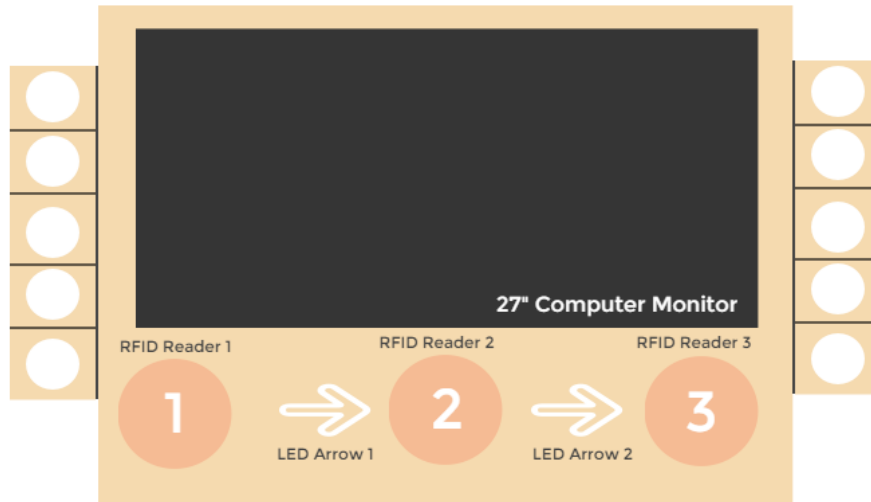 27" Computer Monitor
RFID Reader 1
RFID Reader 2
RFID Reader 3
1
2
3
LED Arrow 1
LED Arrow 2